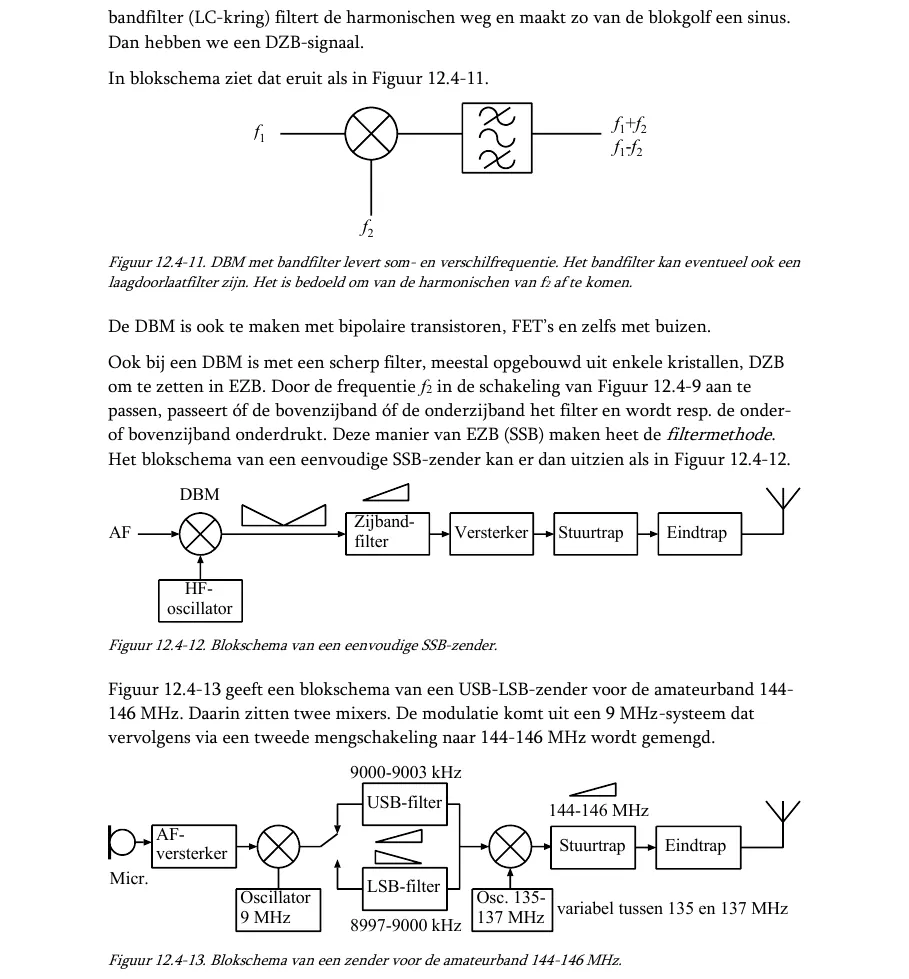 bandfilter (LC-kring) filtert de harmonischen weg en maakt zo van de blokgolf een sinus.
Dan hebben we een DZB-signaal.
In blokschema ziet dat eruit als in Figuur 12.4-11.
f1
f1+f2
f1-f2
f2
Figuur 12.4-11. DBM met bandfilter levert som- en verschilfrequentie. Het bandfilter kan eventueel ook een
laagdoorlaatfilter zijn. Het is bedoeld om van de harmonischen van f2 af te komen.
De DBM is ook te maken met bipolaire transistoren, FET's en zelfs met buizen.
Ook bij een DBM is met een scherp filter, meestal opgebouwd uit enkele kristallen, DZB
om te zetten in EZB. Door de frequentie f2 in de schakeling van Figuur 12.4-9 aan te
passen, passeert óf de bovenzijband óf de onderzijband het filter en wordt resp. de onder-
of bovenzijband onderdrukt. Deze manier van EZB (SSB) maken heet de filtermethode.
Het blokschema van een eenvoudige SSB-zender kan er dan uitzien als in Figuur 12.4-12.
DBM
AF
Zijband-
filter
Versterker
Stuurtrap
Eindtrap
HF-
oscillator
Figuur 12.4-12. Blokschema van een eenvoudige SSB-zender.
Figuur 12.4-13 geeft een blokschema van een USB-LSB-zender voor de amateurband 144-
146 MHz. Daarin zitten twee mixers. De modulatie komt uit een 9 MHz-systeem dat
vervolgens via een tweede mengschakeling naar 144-146 MHz wordt gemengd.
9000-9003 kHz
USB-filter
144-146 MHz
AF-
versterker
Stuurtrap
Eindtrap
Micr.
LSB-filter
Oscillator
9 MHz
Osc. 135-
137 MHz
variabel tussen 135 en 137 MHz
8997-9000 kHz
Figuur 12.4-13. Blokschema van een zender voor de amateurband 144-146 MHz.